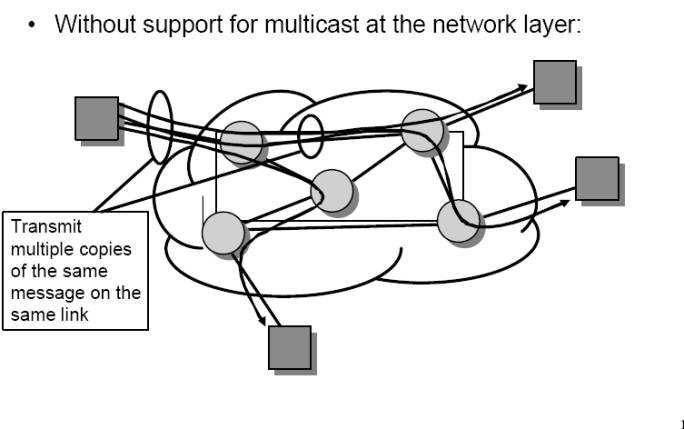 • Without support for multicast at the network layer:
Transmit
multiple copies
of the same
message on the
same link
1